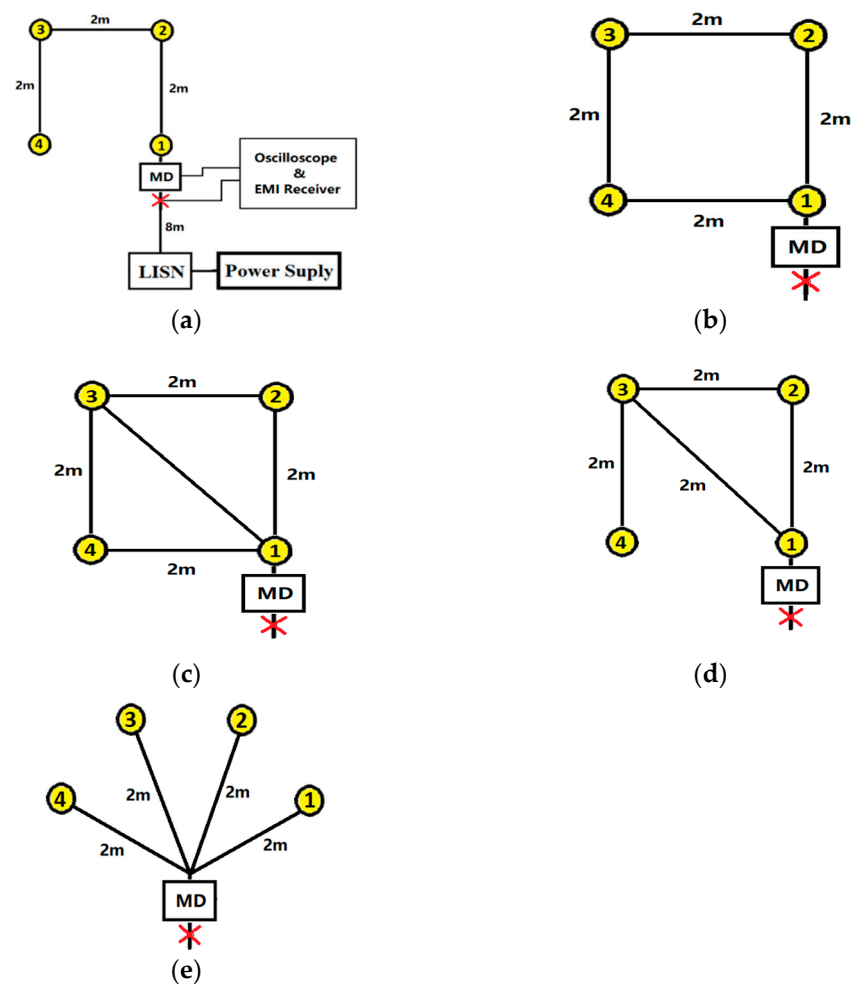 2m
3
2
2m
2m
4
1
MD
Oscilloscope
&
EMI Receiver
8m
LISN
Power Suply
(a)
3
2m
2
2m
2m
4
2m
1
MD
(b)
3
2m
2
2m
2m
4
2m
1
MD
(c)
3
2m
2
2m
2m
2m
4
1
MD
(d)
3
2
4
1
2m
2m
2m
2m
MD
(e)